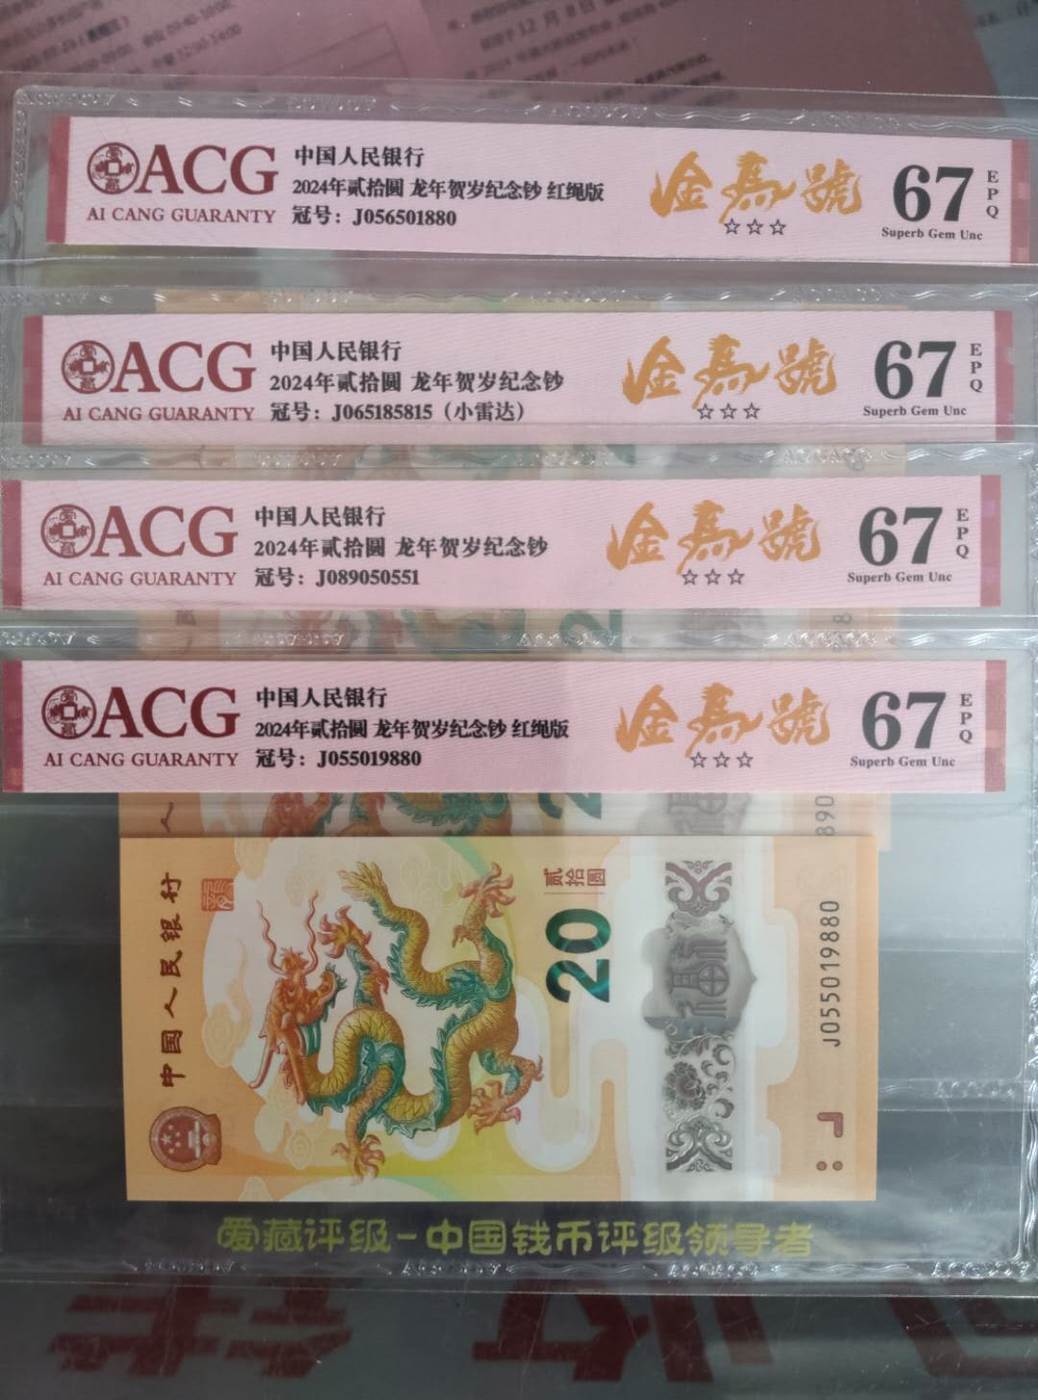 12月8日
ACG
AI CANG GUARANTY
中国人民银行
2024年贰拾圆 龙年贺岁纪念钞 红绳版
冠号：J056501880
金馬號
☆☆☆
67
EPQ
Superb Gem Unc
ACG
AI CANG GUARANTY
中国人民银行
2024年贰拾圆 龙年贺岁纪念钞
冠号：J065185815（小雷达）
金馬號
☆☆☆
67
EPQ
Superb Gem Unc
ACG
AI CANG GUARANTY
中国人民银行
2024年贰拾圆 龙年贺岁纪念钞
冠号：J089050551
金馬號
☆☆☆
67
EPQ
Superb Gem Unc
ACG
AI CANG GUARANTY
中国人民银行
2024年贰拾圆 龙年贺岁纪念钞 红绳版
冠号：J055019880
金馬號
☆☆☆
67
EPQ
Superb Gem Unc
中国人民银行
贰拾圆
20
J055019880
爱藏评级-中国钱币评级领导者